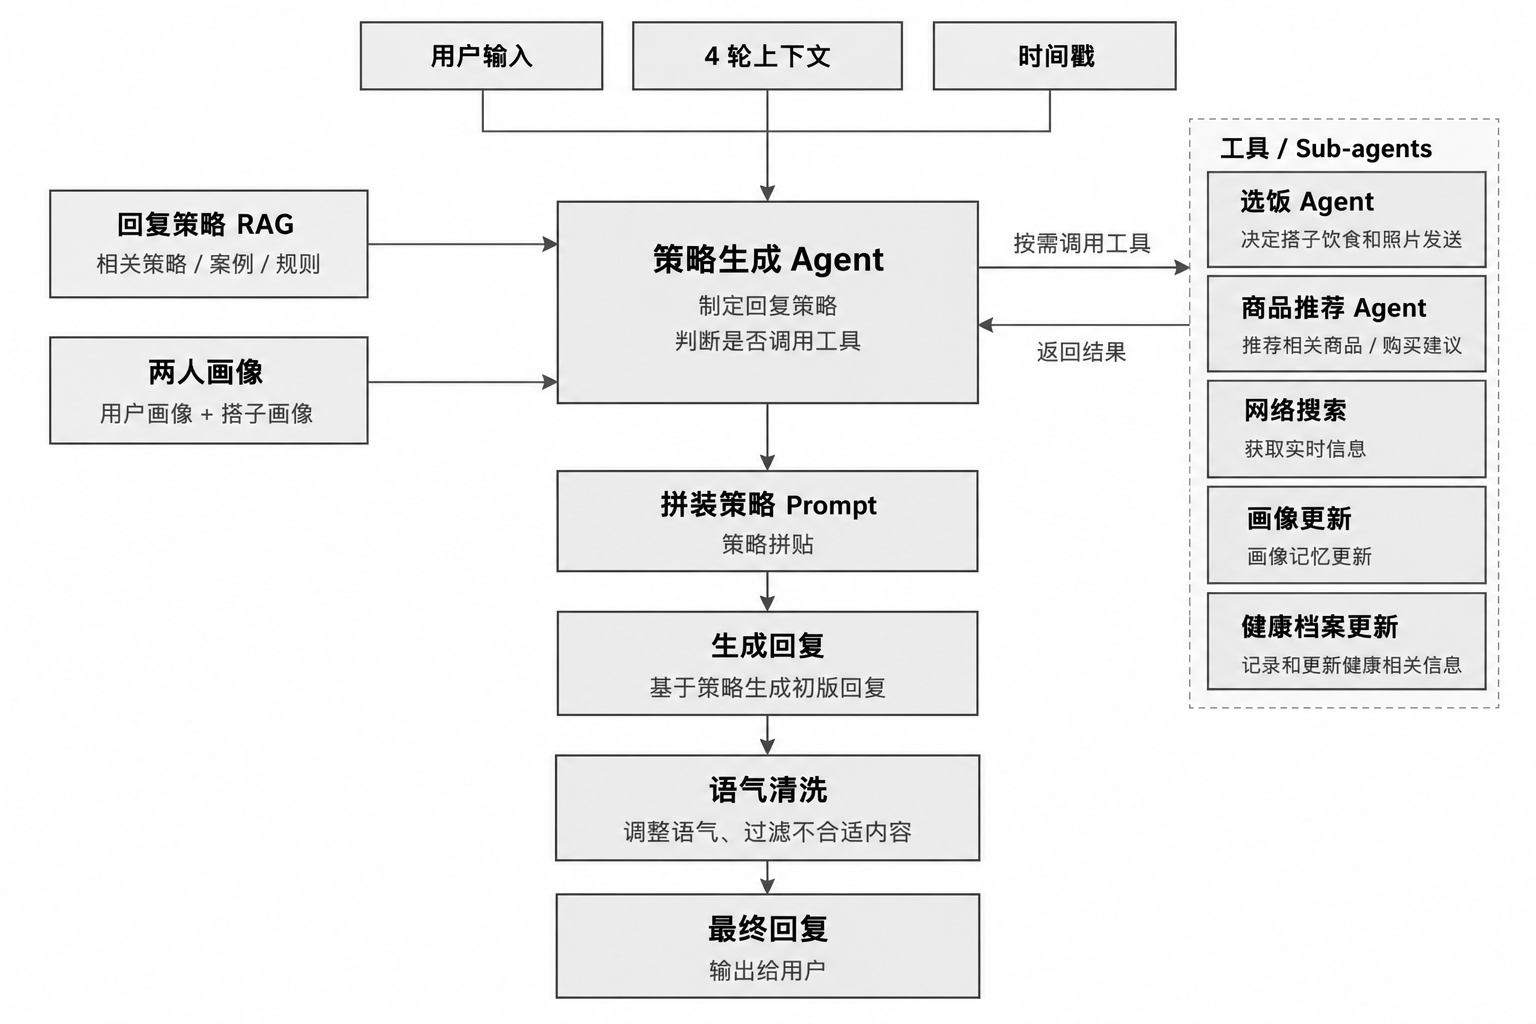 用户输入
4 轮上下文
时间戳
工具 / Sub-agents
回复策略 RAG
相关策略 / 案例 / 规则
两人画像
用户画像 + 搭子画像
策略生成 Agent
制定回复策略
判断是否调用工具
按需调用工具
返回结果
选饭 Agent
决定搭子饮食和照片发送
商品推荐 Agent
推荐相关商品 / 购买建议
网络搜索
获取实时信息
画像更新
画像记忆更新
健康档案更新
记录和更新健康相关信息
拼装策略 Prompt
策略拼贴
生成回复
基于策略生成初版回复
语气清洗
调整语气、过滤不合适内容
最终回复
输出给用户